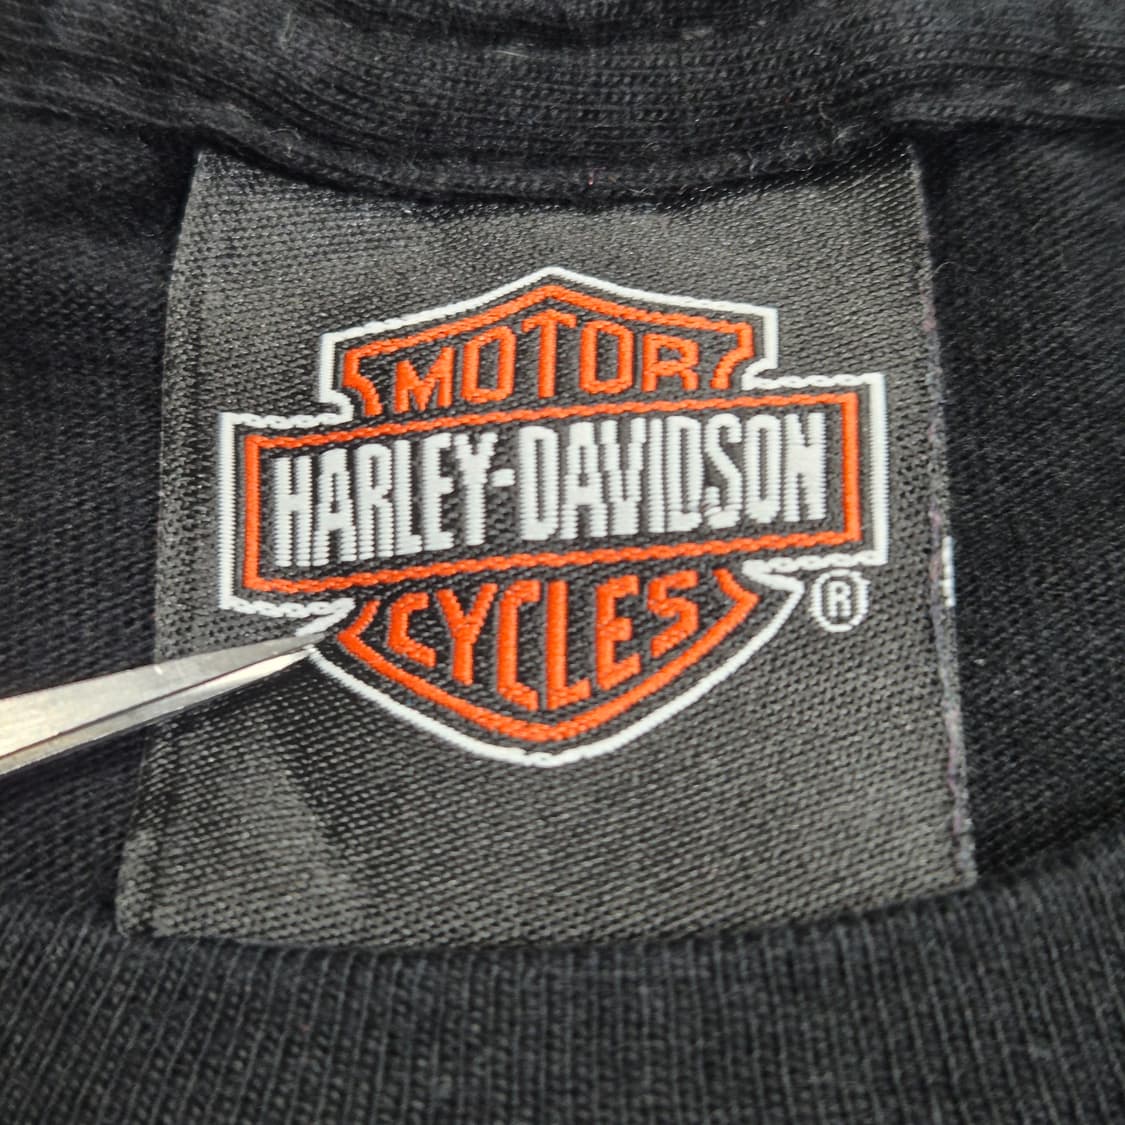 MOTOR
HARLEY-DAVIDSON
CYCLES
®